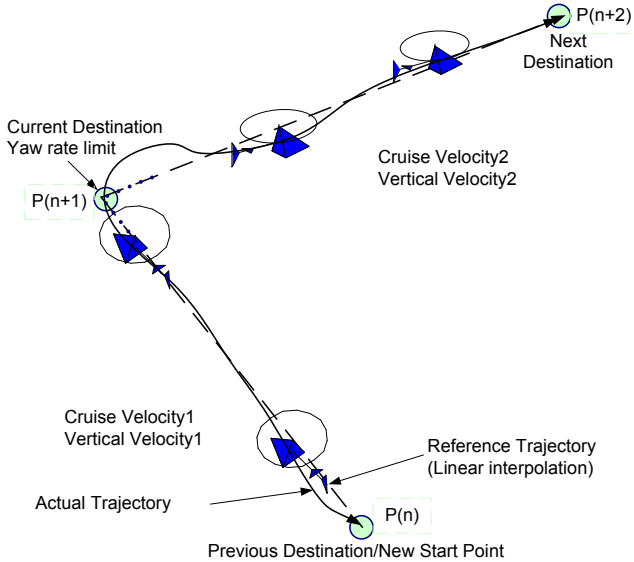 P(n+2)
Next
Destination
Current Destination
Yaw rate limit
P(n+1)
Cruise Velocity2
Vertical Velocity2
Cruise Velocity1
Vertical Velocity1
Reference Trajectory
(Linear interpolation)
Actual Trajectory
P(n)
Previous Destination/New Start Point